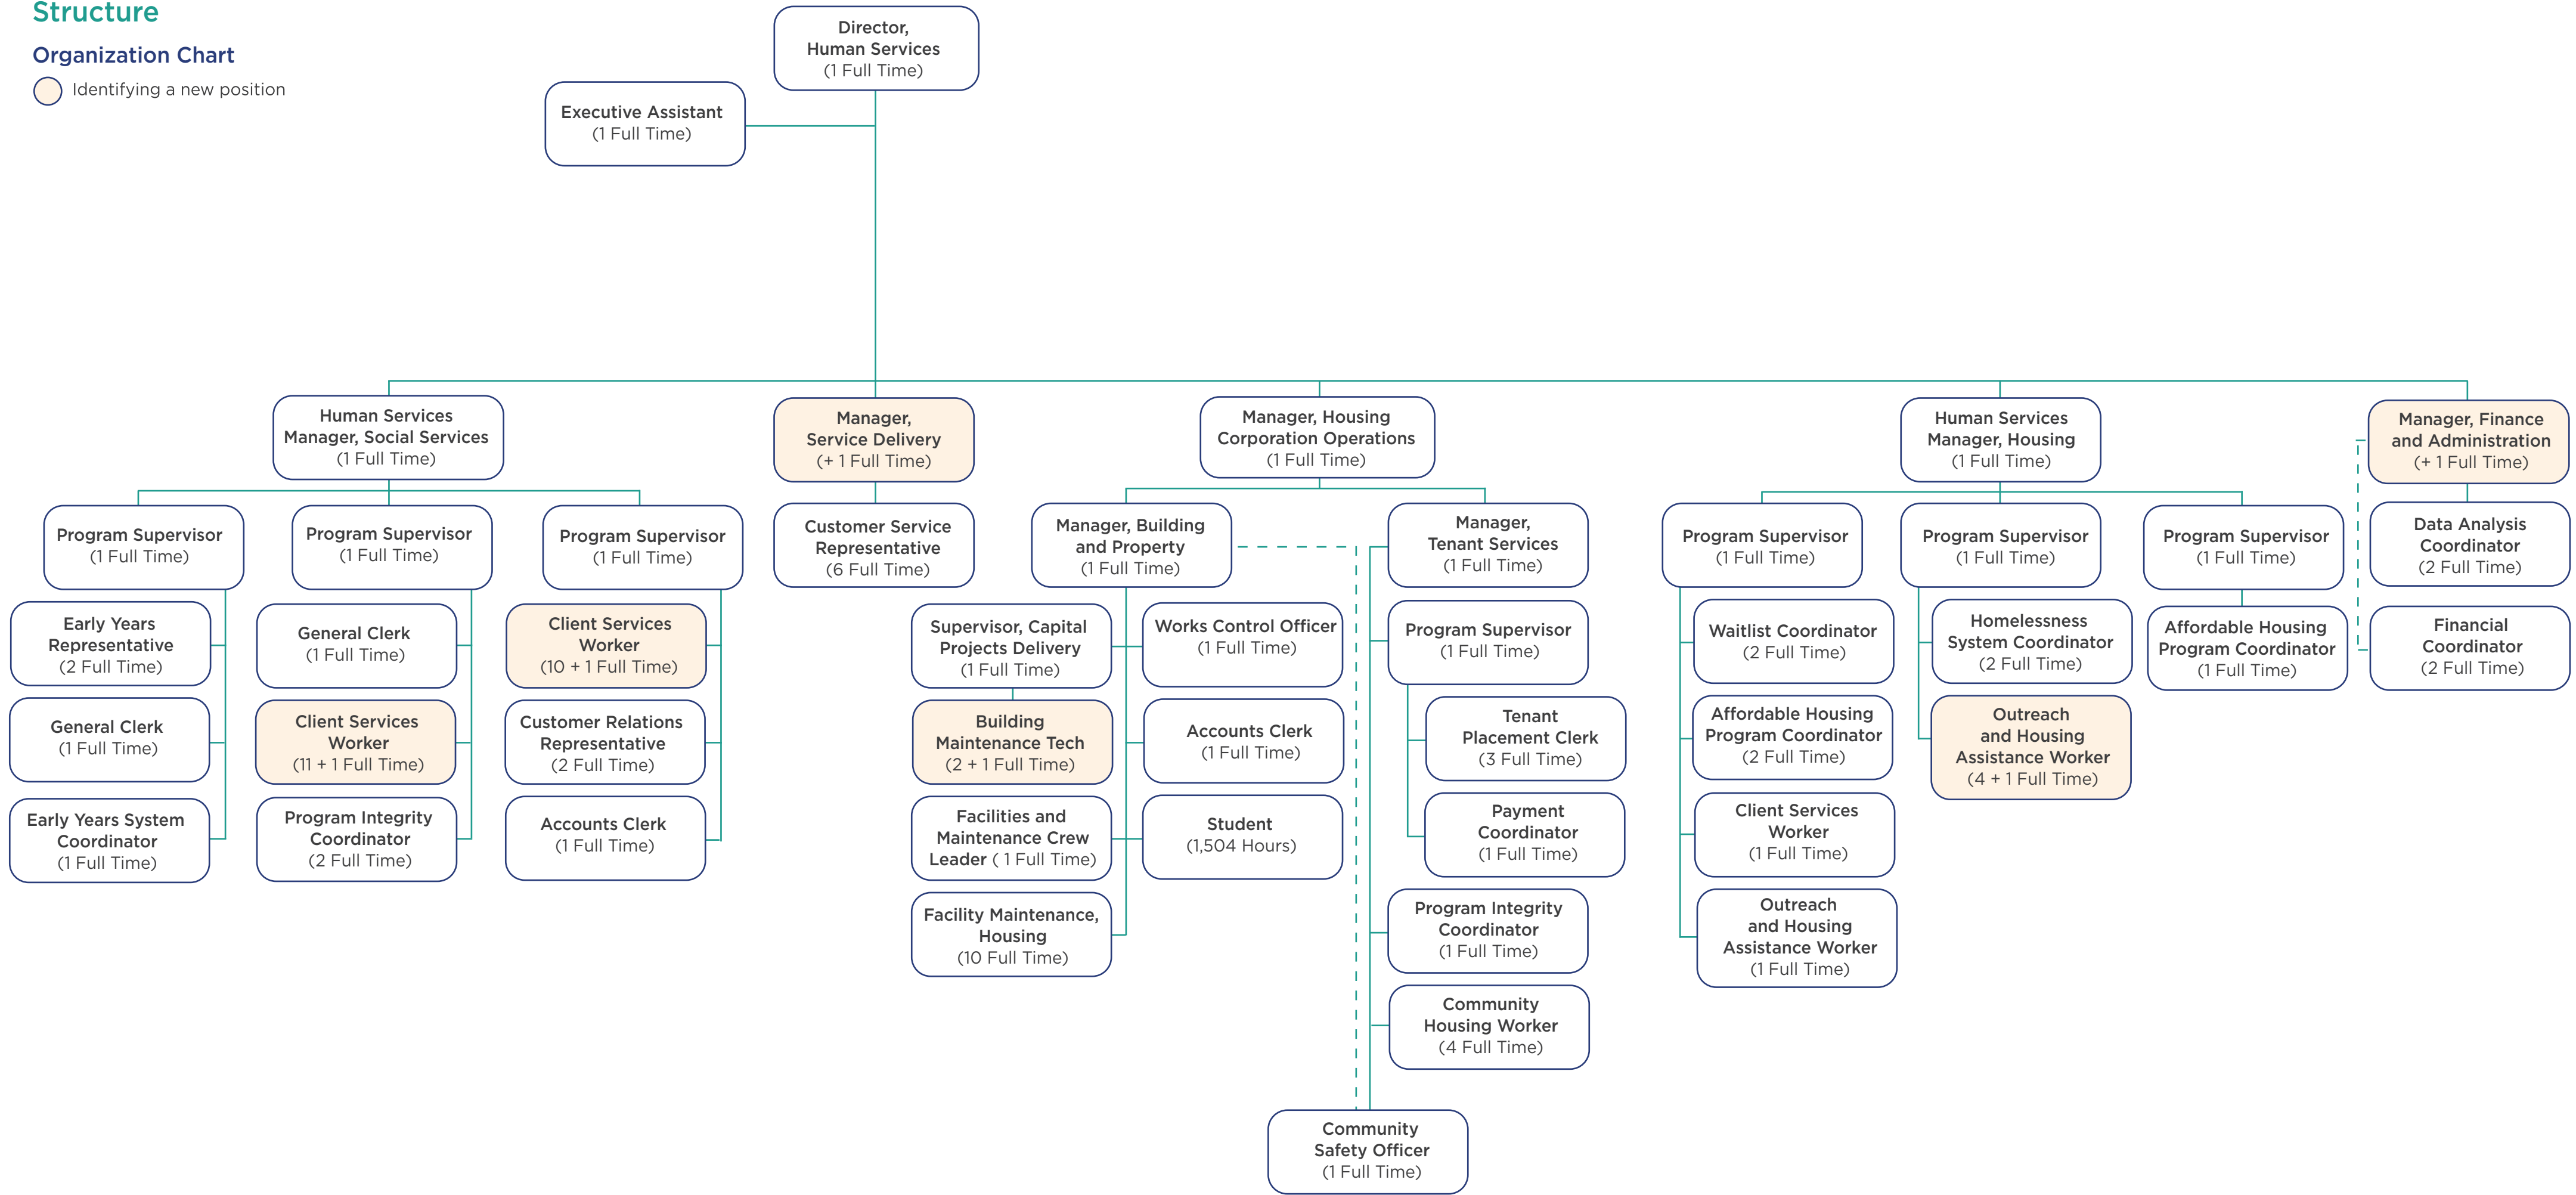 Structure
Organization Chart
Identifying a new position
Director,
Human Services
(1 Full Time)
Executive Assistant
(1 Full Time)
Human Services
Manager, Social Services
(1 Full Time)
Manager,
Service Delivery
(+ 1 Full Time)
Manager, Housing
Corporation Operations
(1 Full Time)
Human Services
Manager, Housing
(1 Full Time)
Manager, Finance
and Administration
(+ 1 Full Time)
Program Supervisor
(1 Full Time)
Early Years
Representative
(2 Full Time)
General Clerk
(1 Full Time)
Early Years System
Coordinator
(1 Full Time)
Program Supervisor
(1 Full Time)
General Clerk
(1 Full Time)
Client Services
Worker
(11 + 1 Full Time)
Program Integrity
Coordinator
(2 Full Time)
Program Supervisor
(1 Full Time)
Client Services
Worker
(10 + 1 Full Time)
Customer Relations
Representative
(2 Full Time)
Accounts Clerk
(1 Full Time)
Customer Service
Representative
(6 Full Time)
Manager, Building
and Property
(1 Full Time)
Supervisor, Capital
Projects Delivery
(1 Full Time)
Building
Maintenance Tech
(2 + 1 Full Time)
Facilities and
Maintenance Crew
Leader ( 1 Full Time)
Facility Maintenance,
Housing
(10 Full Time)
Works Control Officer
(1 Full Time)
Accounts Clerk
(1 Full Time)
Student
(1,504 Hours)
Manager,
Tenant Services
(1 Full Time)
Program Supervisor
(1 Full Time)
Tenant
Placement Clerk
(3 Full Time)
Payment
Coordinator
(1 Full Time)
Program Integrity
Coordinator
(1 Full Time)
Community
Housing Worker
(4 Full Time)
Community
Safety Officer
(1 Full Time)
Program Supervisor
(1 Full Time)
Waitlist Coordinator
(2 Full Time)
Affordable Housing
Program Coordinator
(2 Full Time)
Client Services
Worker
(1 Full Time)
Outreach
and Housing
Assistance Worker
(1 Full Time)
Program Supervisor
(1 Full Time)
Homelessness
System Coordinator
(2 Full Time)
Outreach
and Housing
Assistance Worker
(4 + 1 Full Time)
Program Supervisor
(1 Full Time)
Affordable Housing
Program Coordinator
(1 Full Time)
Data Analysis
Coordinator
(2 Full Time)
Financial
Coordinator
(2 Full Time)